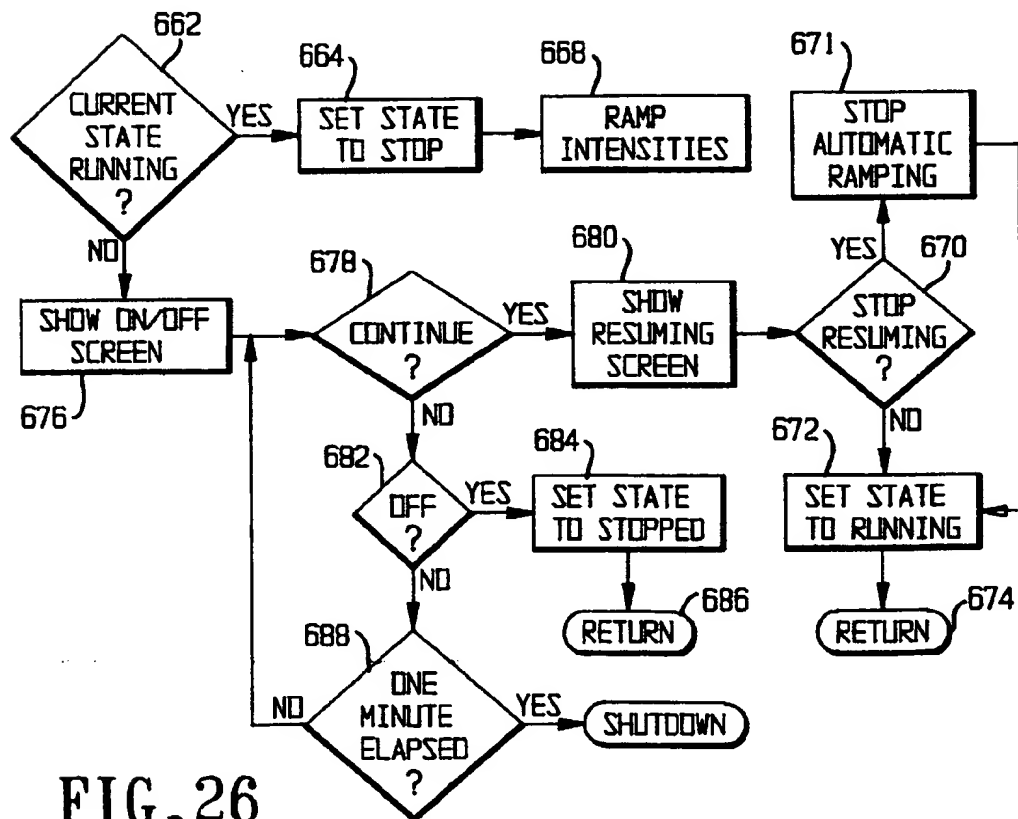 662
CURRENT
STATE
RUNNING
?
YES
NO
664
SET STATE
TO STOP
668
RAMP
INTENSITIES
671
STOP
AUTOMATIC
RAMPING
YES
670
STOP
RESUMING
?
NO
SHOW ON/OFF
SCREEN
676
678
CONTINUE
?
YES
NO
680
SHOW
RESUMING
SCREEN
682
OFF
?
YES
NO
684
SET STATE
TO STOPPED
RETURN
686
672
SET STATE
TO RUNNING
RETURN
674
688
ONE
MINUTE
ELAPSED
?
NO
YES
SHUTDOWN
FIG.26